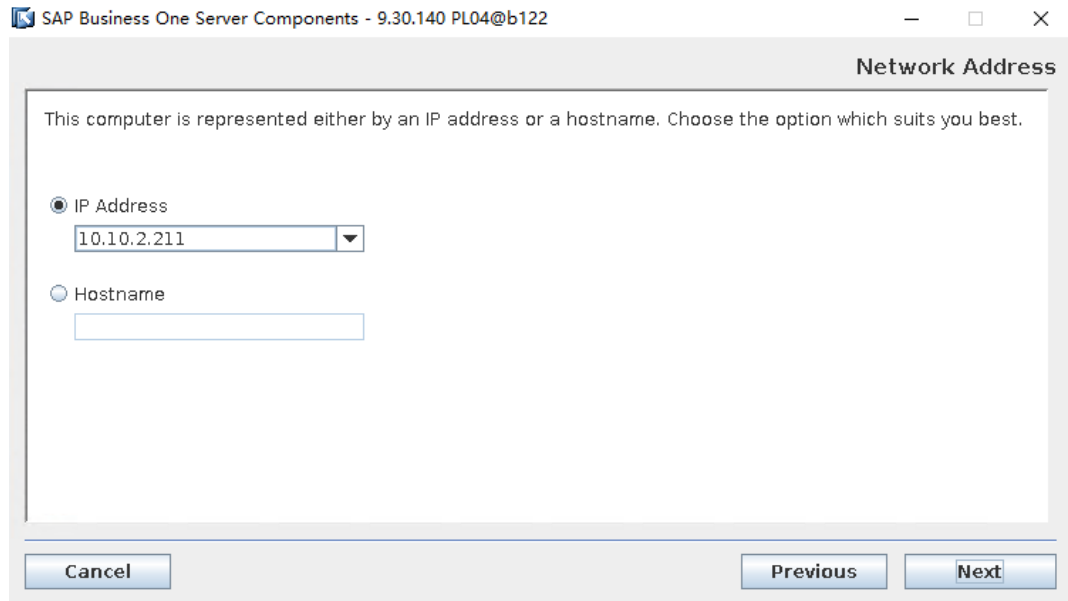 SAP Business One Server Components - 9.30.140 PL04@b122
Network Address
This computer is represented either by an IP address or a hostname. Choose the option which suits you best.
IP Address
10.10.2.211
Hostname
Cancel
Previous
Next